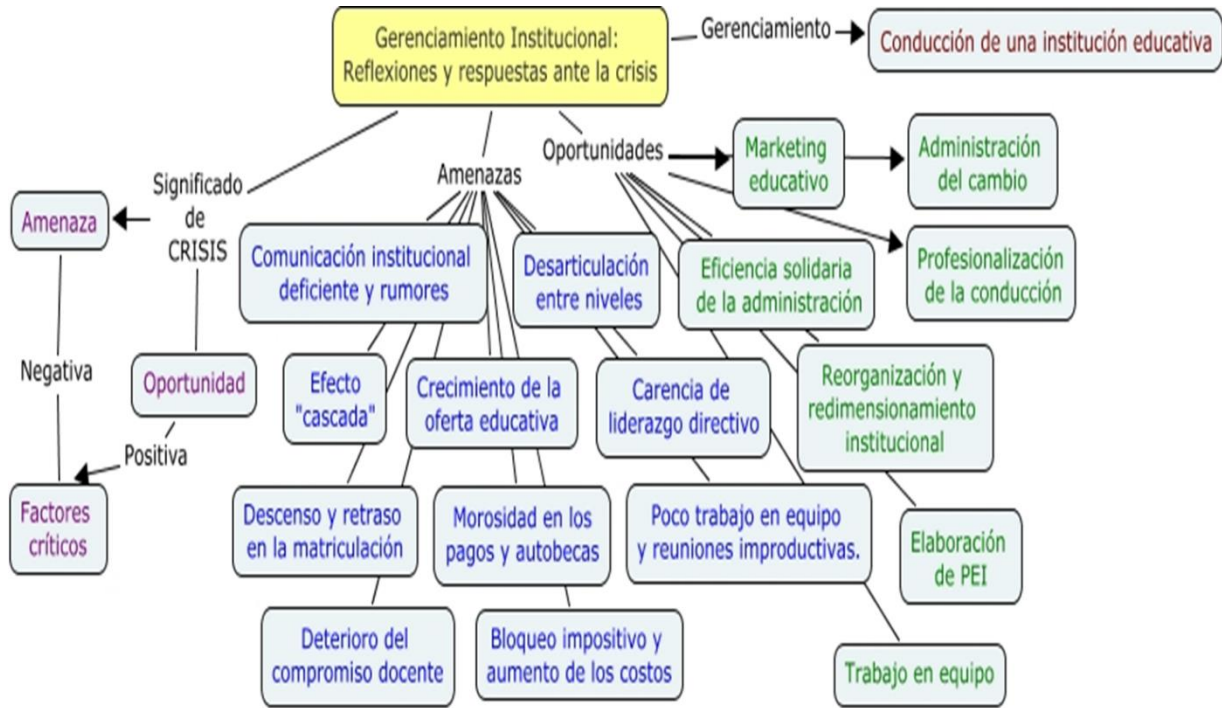 Gerenciamiento Institucional:
Reflexiones y respuestas ante la crisis
Gerenciamiento
Conducción de una institución educativa
Significado
de
CRISIS
Amenazas
Oportunidades
Marketing
educativo
Administración
del cambio
Amenaza
Comunicación institucional
deficiente y rumores
Desarticulación
entre niveles
Eficiencia solidaria
de la administración
Profesionalización
de la conducción
Negativa
Oportunidad
Efecto
"cascada"
Crecimiento de la
oferta educativa
Carencia de
liderazgo directivo
Reorganización y
redimensionamiento
institucional
Positiva
Factores
críticos
Descenso y retraso
en la matriculación
Morosidad en los
pagos y autobecas
Poco trabajo en equipo
y reuniones improductivas.
Elaboración
de PEI
Deterioro del
compromiso docente
Bloqueo impositivo y
aumento de los costos
Trabajo en equipo